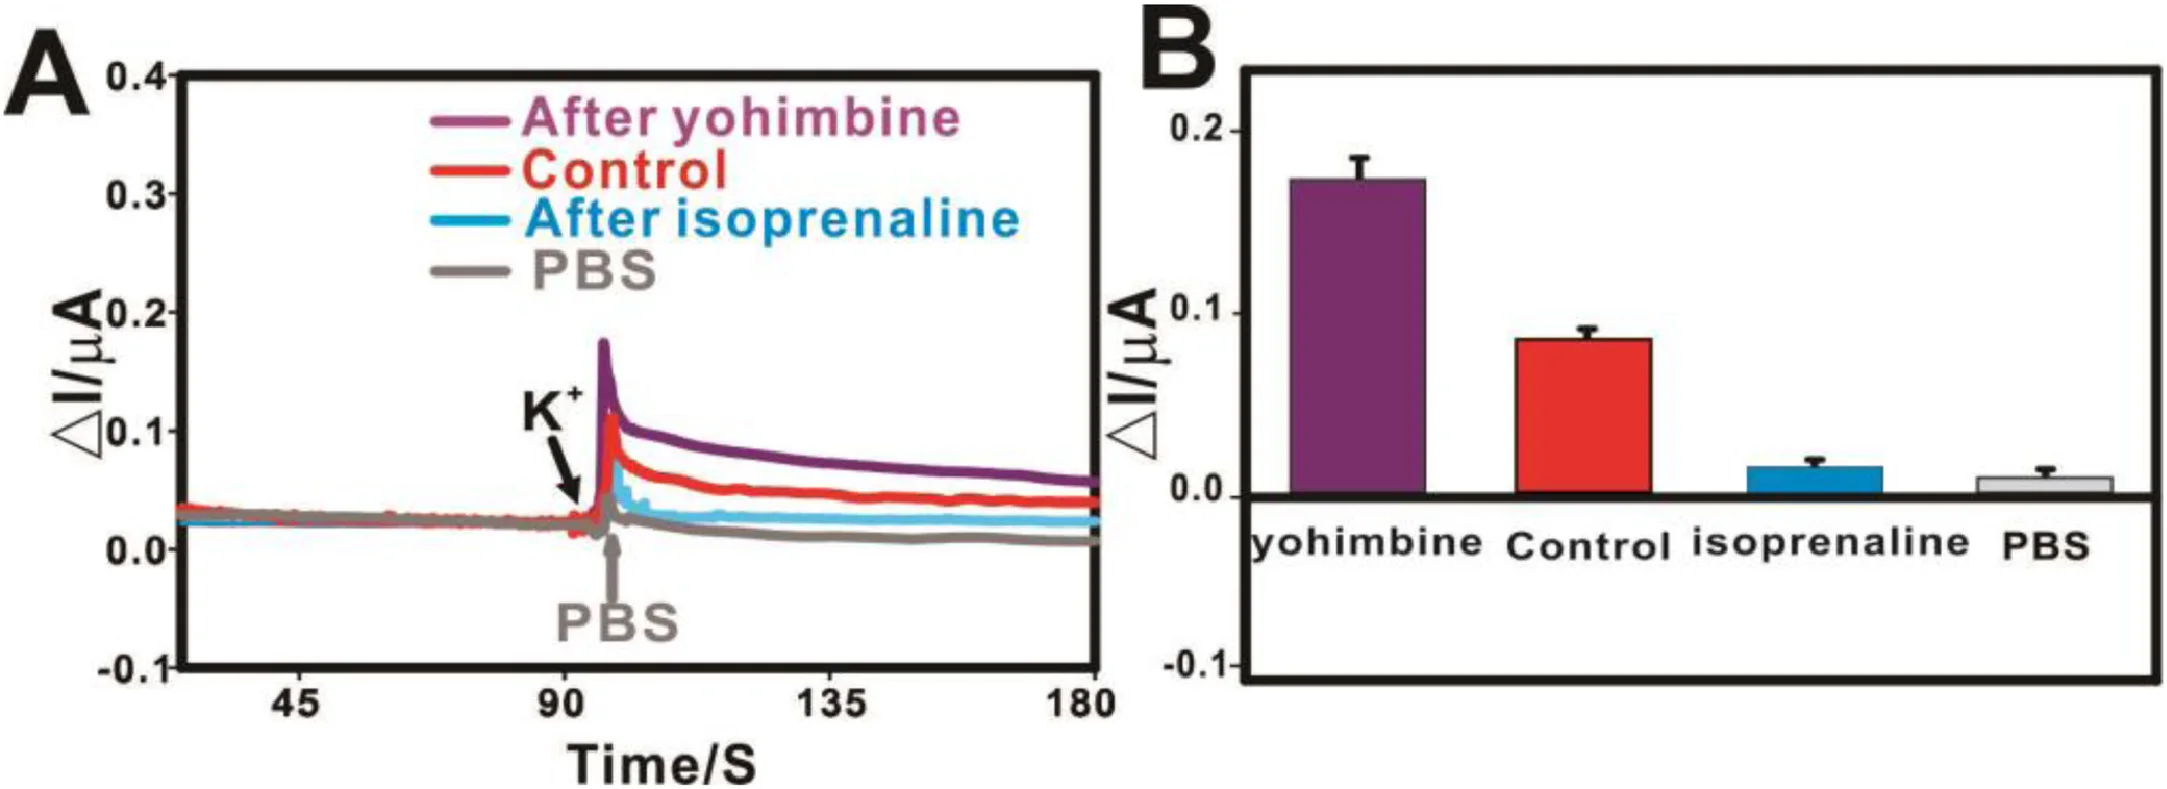 A
0.4
0.3
0.2
0.1
0.0
-0.1
△I/µA
After yohimbine
Control
After isoprenaline
PBS
K⁺
PBS
45 90 135 180
Time/S
B
0.2
0.1
0.0
-0.1
△I/µA
yohimbine Control isoprenaline PBS